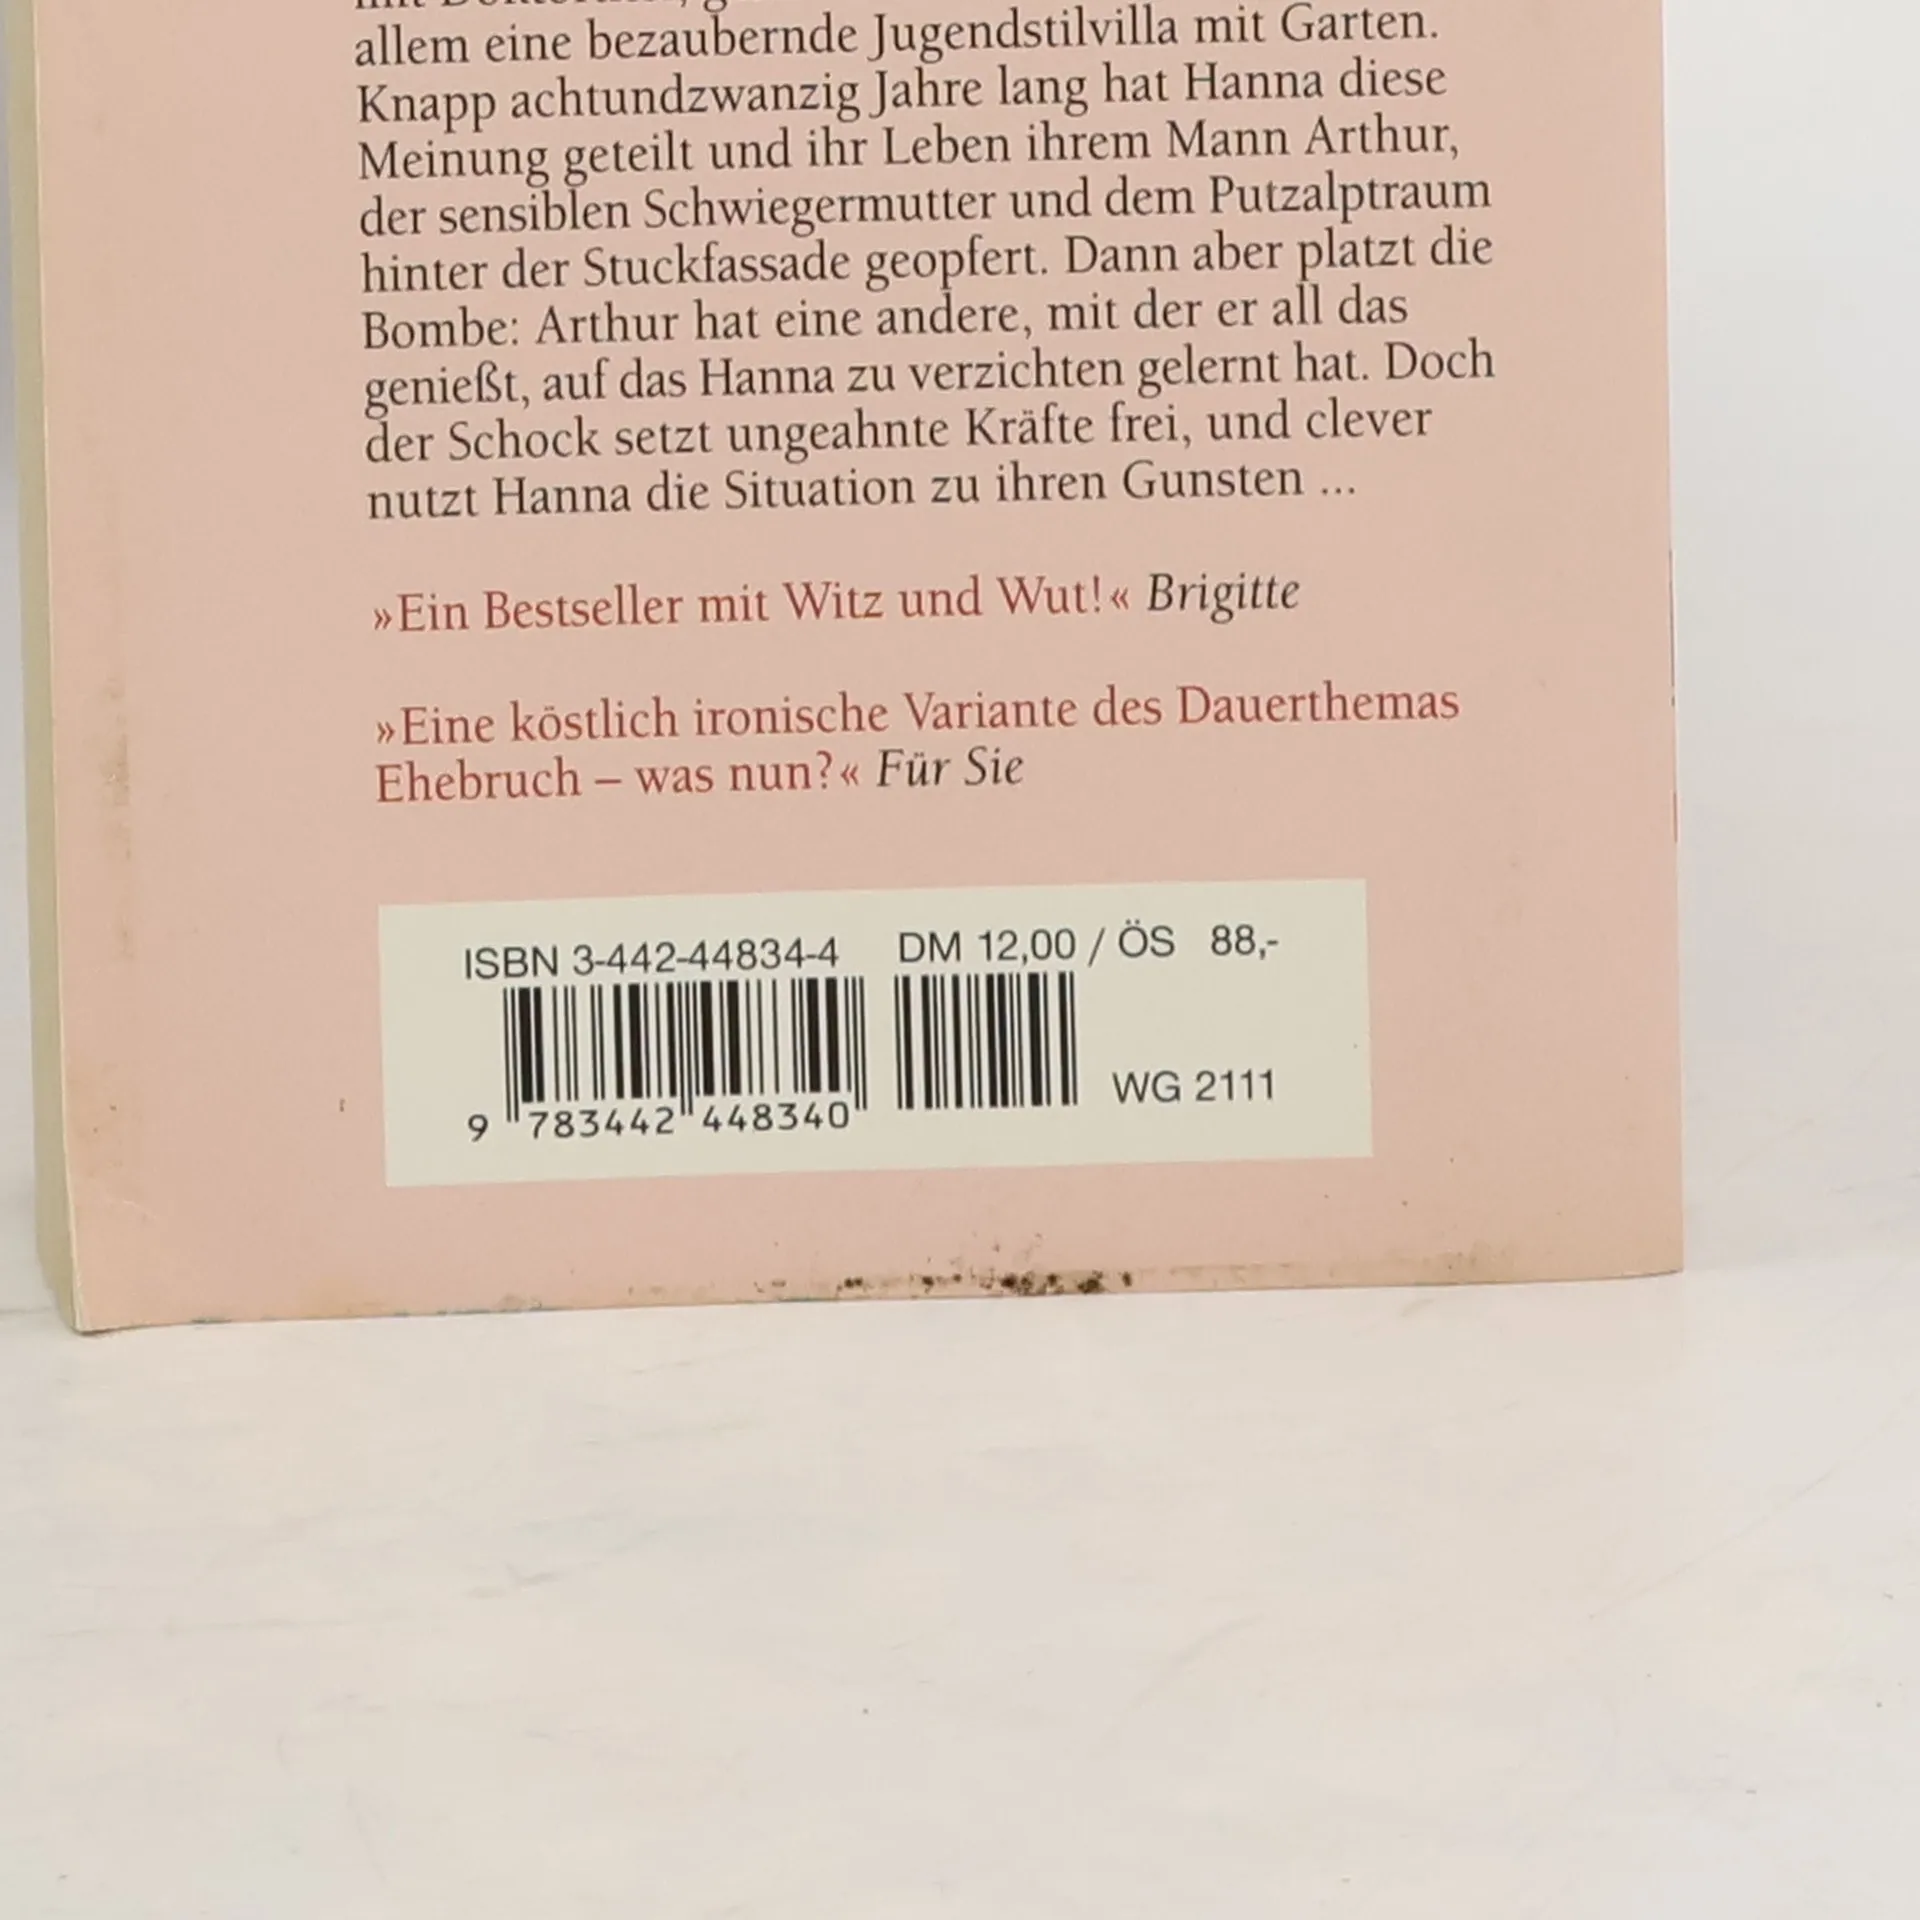 allem eine bezaubernde Jugendstilvilla mit Garten.
Knapp achtundzwanzig Jahre lang hat Hanna diese
Meinung geteilt und ihr Leben ihrem Mann Arthur,
der sensiblen Schwiegermutter und dem Putzalptraum
hinter der Stuckfassade geopfert. Dann aber platzt die
Bombe: Arthur hat eine andere, mit der er all das
genießt, auf das Hanna zu verzichten gelernt hat. Doch
der Schock setzt ungeahnte Kräfte frei, und clever
nutzt Hanna die Situation zu ihren Gunsten ...
»Ein Bestseller mit Witz und Wut!« Brigitte
»Eine köstlich ironische Variante des Dauerthemas
Ehebruch – was nun?« Für Sie
ISBN 3-442-44834-4 DM 12,00 / ÖS 88,-
WG 2111
9 783442 448340